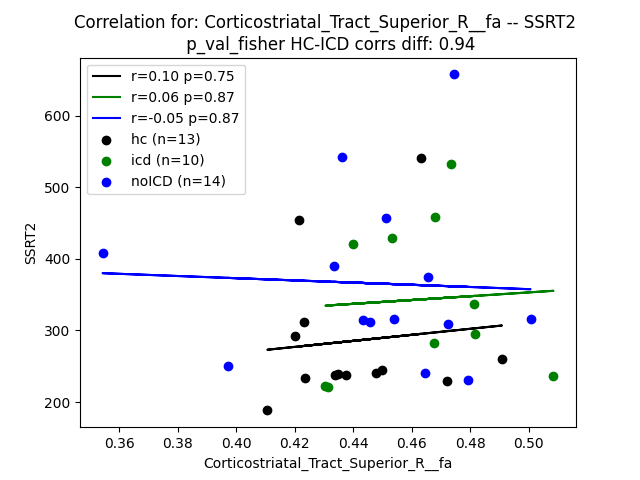 Correlation for: Corticostriatal_Tract_Superior_R__fa -- SSRT2
p_val_fisher HC-ICD corrs diff: 0.94
r=0.10 p=0.75
r=0.06 p=0.87
r=-0.05 p=0.87
hc (n=13)
icd (n=10)
noICD (n=14)
600
500
400
300
200
SSRT2
0.36 0.38 0.40 0.42 0.44 0.46 0.48 0.50
Corticostriatal_Tract_Superior_R__fa